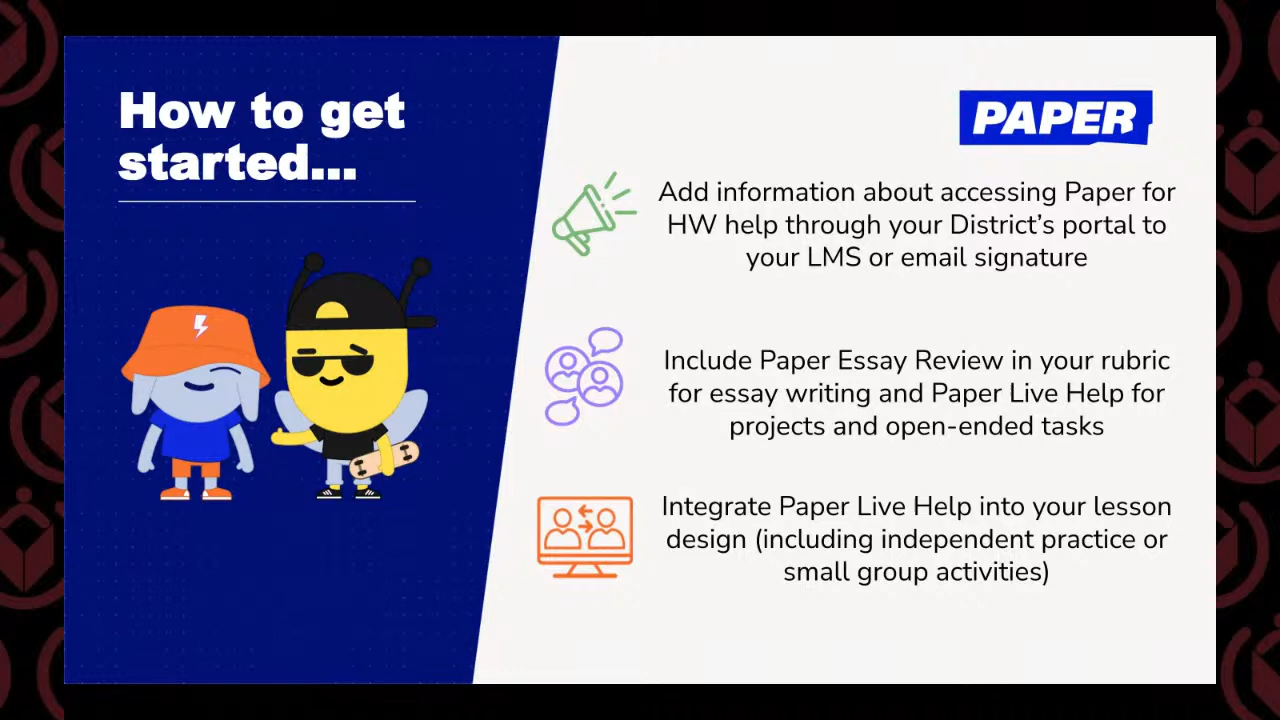 How to get
started...
PAPER
Add information about accessing Paper for
HW help through your District’s portal to
your LMS or email signature
Include Paper Essay Review in your rubric
for essay writing and Paper Live Help for
projects and open-ended tasks
Integrate Paper Live Help into your lesson
design (including independent practice or
small group activities)